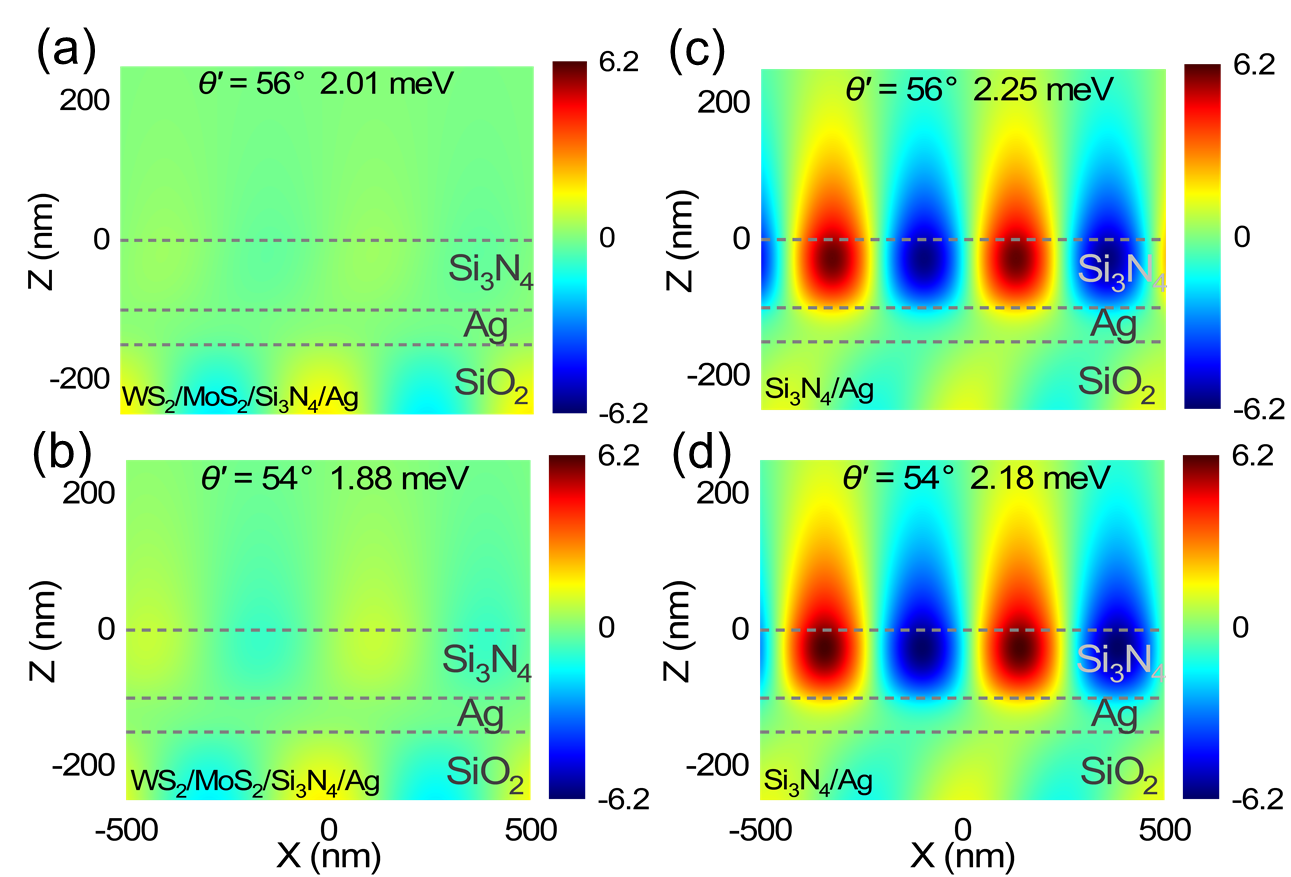 (a)
θ′ = 56° 2.01 meV
200
0
-200
Z (nm)
Si₃N₄
Ag
SiO₂
WS₂/MoS₂/Si₃N₄/Ag
6.2
0
-6.2
(c)
θ′ = 56° 2.25 meV
200
0
-200
Z (nm)
Si₃N₄
Ag
SiO₂
Si₃N₄/Ag
6.2
0
-6.2
(b)
θ′ = 54° 1.88 meV
200
0
-200
Z (nm)
Si₃N₄
Ag
SiO₂
WS₂/MoS₂/Si₃N₄/Ag
6.2
0
-6.2
-500 0 500
X (nm)
(d)
θ′ = 54° 2.18 meV
200
0
-200
Z (nm)
Si₃N₄
Ag
SiO₂
Si₃N₄/Ag
6.2
0
-6.2
-500 0 500
X (nm)